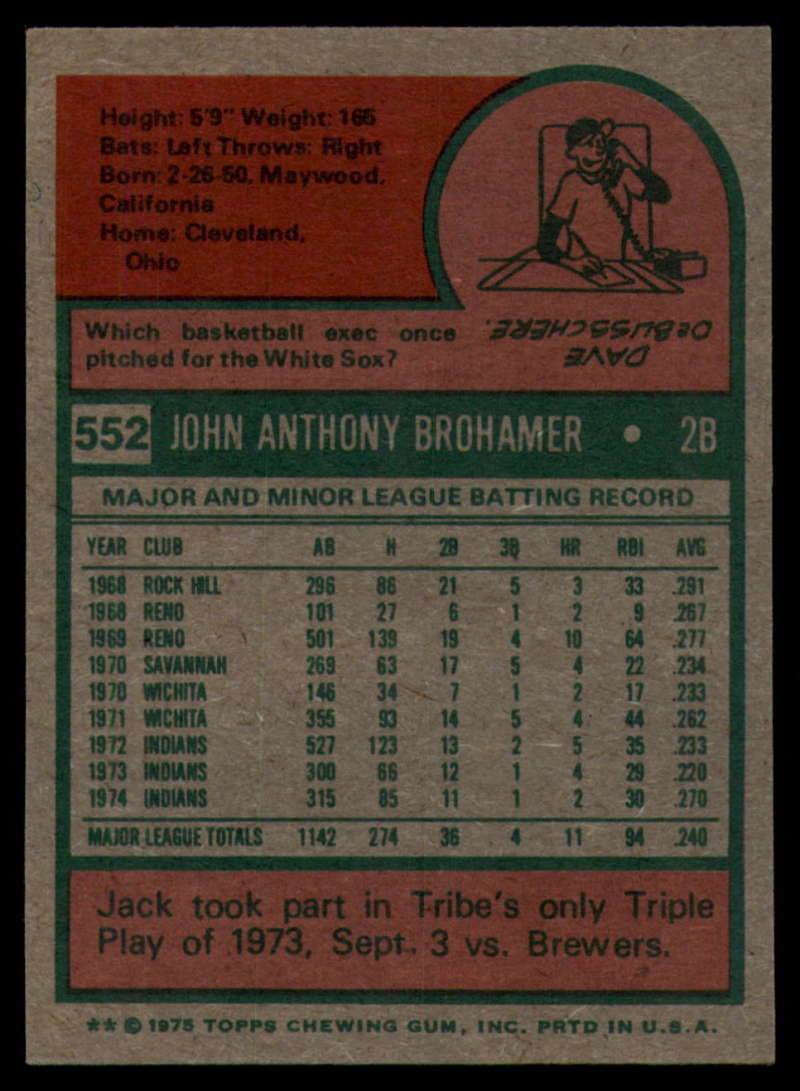 Height: 5'9" Weight: 165
Bats: Left Throws: Right
Born: 2-26-50, Maywood,
California
Home: Cleveland,
Ohio
Which basketball exec once
pitched for the White Sox?
DAVE
DeBUSSCHERE.
552 JOHN ANTHONY BROHAMER • 2B
MAJOR AND MINOR LEAGUE BATTING RECORD
YEAR CLUB AB H 2B 3B HR RBI AVG
1968 ROCK HILL 296 86 21 5 3 33 .291
1968 RENO 101 27 6 1 2 9 .267
1969 RENO 501 139 19 4 10 64 .277
1970 SAVANNAH 269 63 17 5 4 22 .234
1970 WICHITA 146 34 7 1 2 17 .233
1971 WICHITA 355 93 14 5 4 44 .262
1972 INDIANS 527 123 13 2 5 35 .233
1973 INDIANS 300 66 12 1 4 29 .220
1974 INDIANS 315 85 11 1 2 30 .270
MAJOR LEAGUE TOTALS 1142 274 36 4 11 94 .240
Jack took part in Tribe's only Triple
Play of 1973, Sept. 3 vs. Brewers.
** © 1975 TOPPS CHEWING GUM, INC. PRTD IN U.S.A.